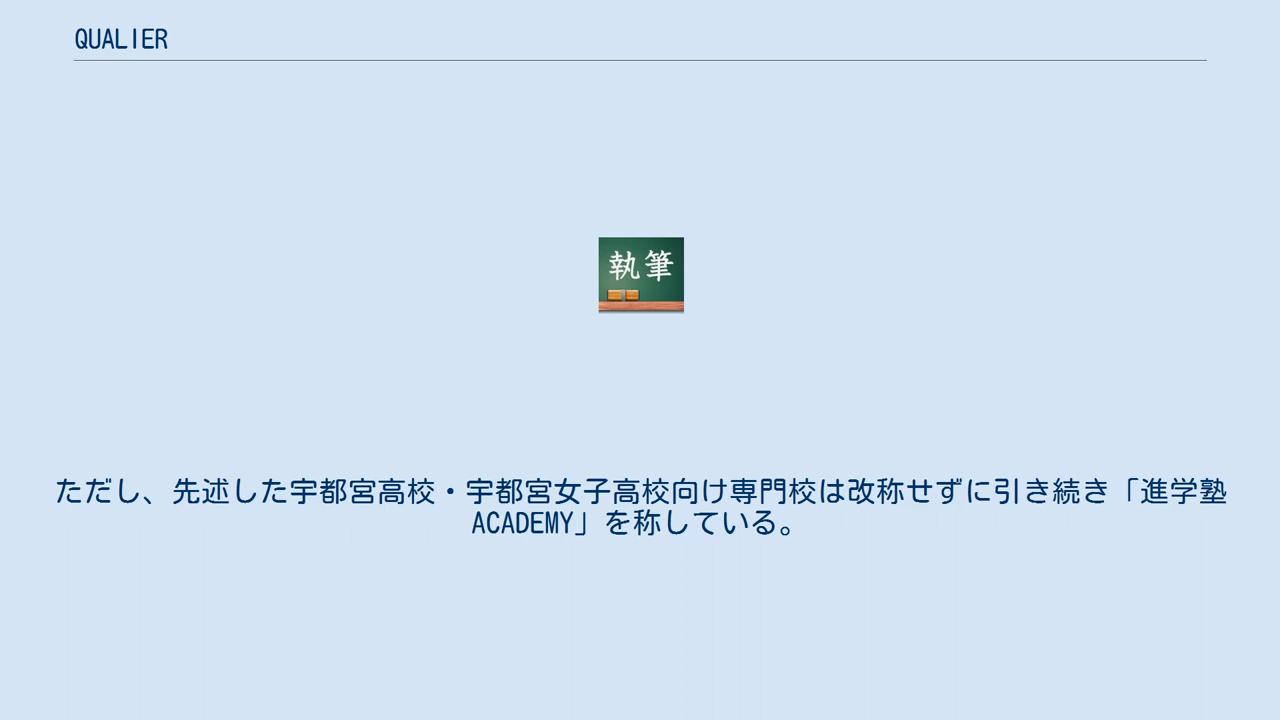 QUALIER
執筆
ただし、先述した宇都宮高校・宇都宮女子高校向け専門校は改称せずに引き続き「進学塾
ACADEMY」を称している。